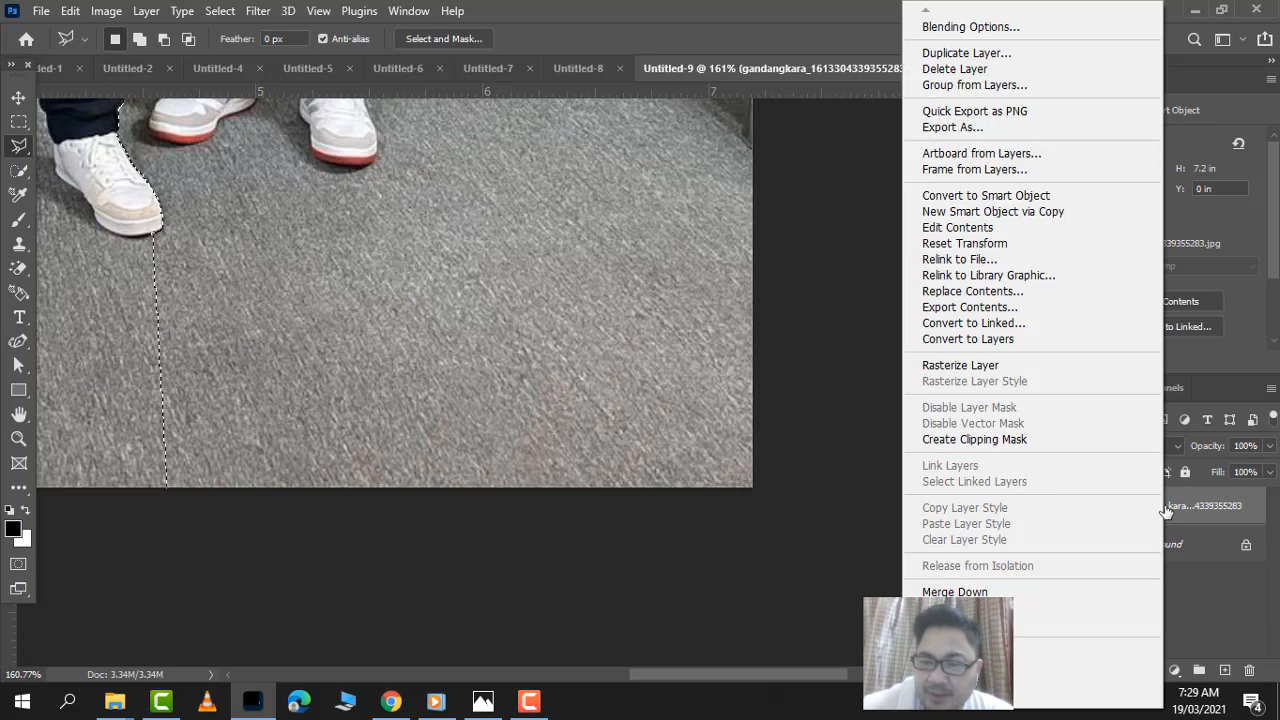 Ps File Edit Image Layer Type Select Filter 3D View Plugins Window Help
Feather: 0 px Anti-alias Select and Mask...
Untitled-2 Untitled-4 Untitled-5 Untitled-6 Untitled-7 Untitled-8 Untitled-9 @ 161% (gandangkara_1613304339355283
5 6 7
Blending Options...
Duplicate Layer...
Delete Layer
Group from Layers...
Quick Export as PNG
Export As...
Artboard from Layers...
Frame from Layers...
Convert to Smart Object
New Smart Object via Copy
Edit Contents
Reset Transform
Relink to File...
Relink to Library Graphic...
Replace Contents...
Export Contents...
Convert to Linked...
Convert to Layers
Rasterize Layer
Rasterize Layer Style
Disable Layer Mask
Disable Vector Mask
Create Clipping Mask
Link Layers
Select Linked Layers
Copy Layer Style
Paste Layer Style
Clear Layer Style
Release from Isolation
Merge Down
Object
H: 7.2 in
Y: 0 in
39355283.jpg
Contents
to Linked...
Opacity: 100%
Fill: 100%
kara...4339355283
160.77% Doc: 3.34M/3.34M
7:29 AM
19/03/2021
4